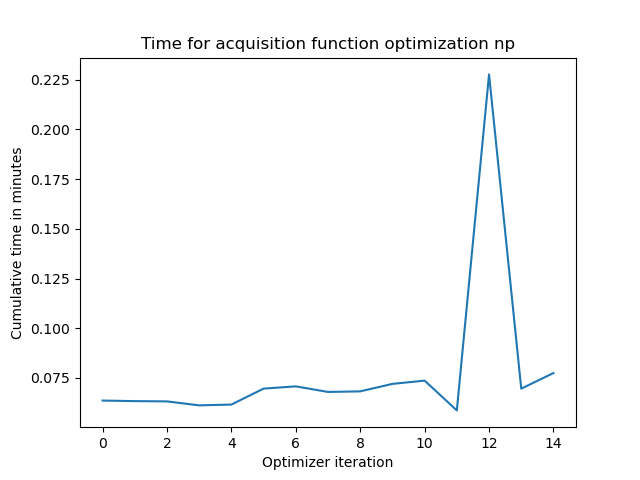 Time for acquisition function optimization np
0.225
0.200
0.175
0.150
0.125
0.100
0.075
Cumulative time in minutes
0 2 4 6 8 10 12 14
Optimizer iteration